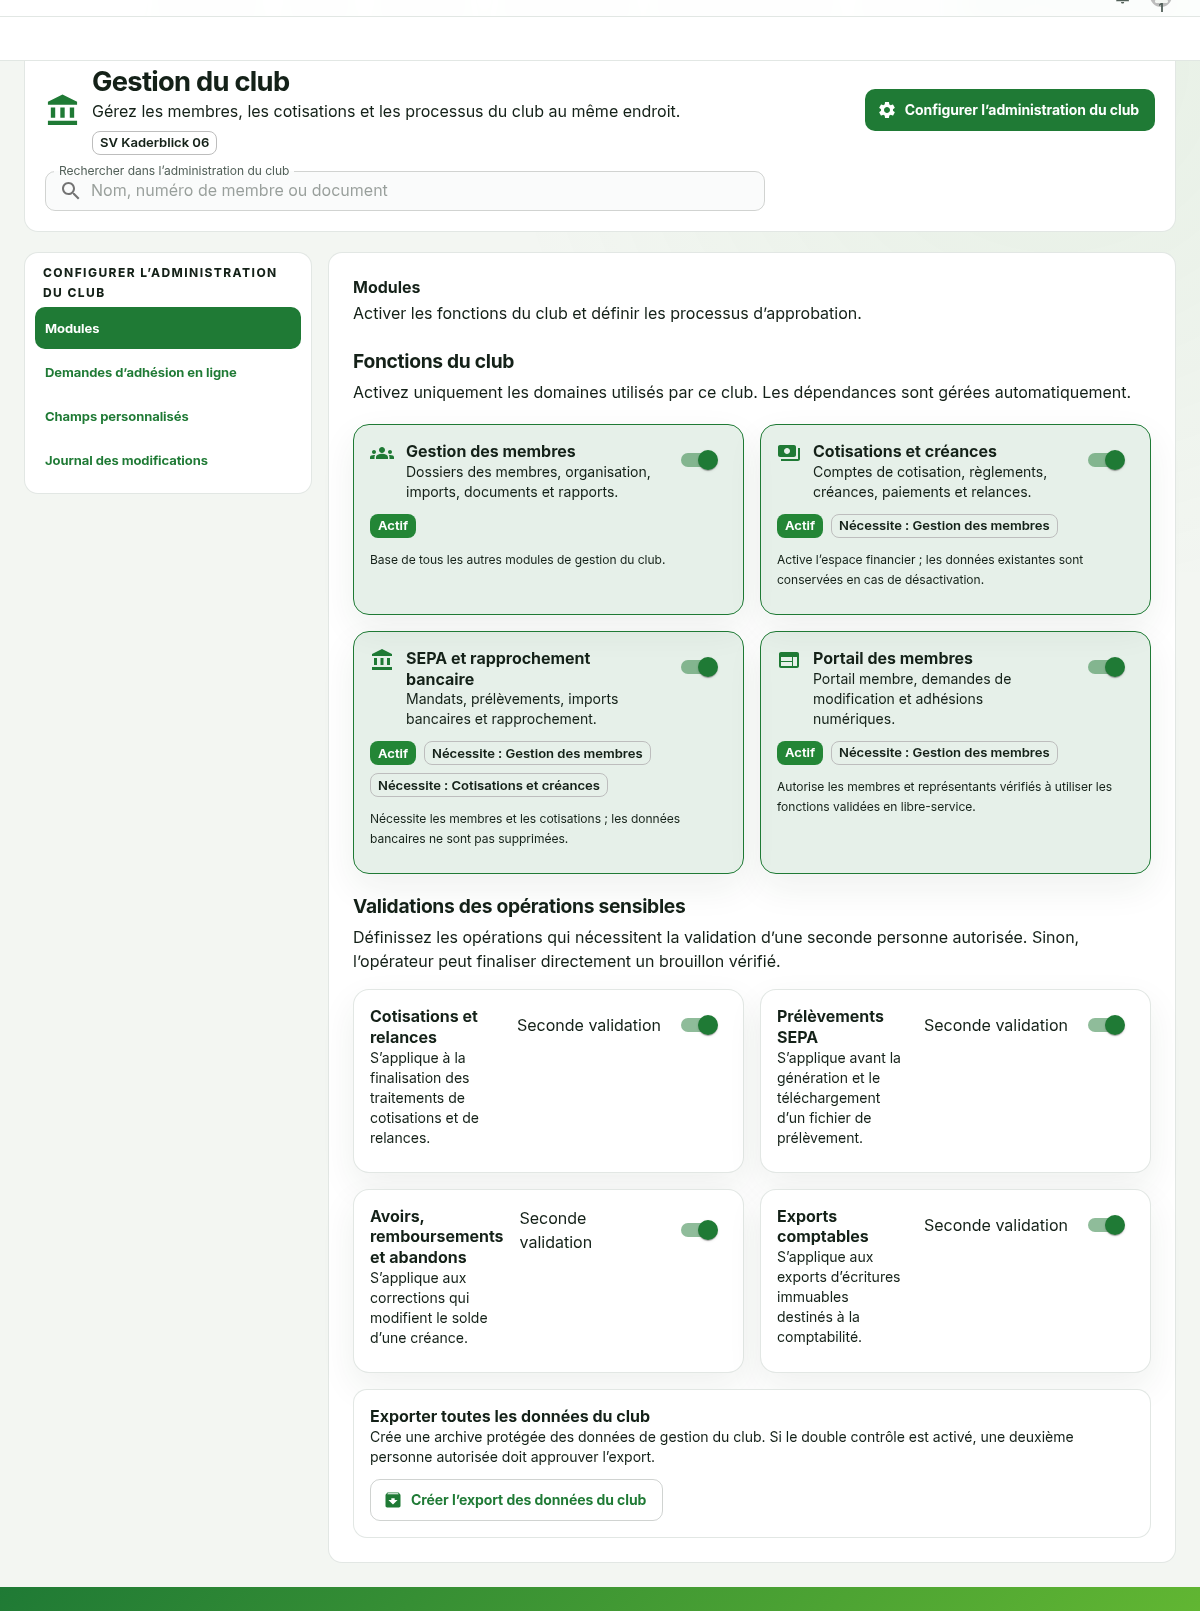 Gestion du club
Gérez les membres, les cotisations et les processus du club au même endroit.
SV Kaderblick 06
Configurer l’administration du club
Rechercher dans l’administration du club
Nom, numéro de membre ou document
CONFIGURER L’ADMINISTRATION
DU CLUB
Modules
Demandes d’adhésion en ligne
Champs personnalisés
Journal des modifications
Modules
Activer les fonctions du club et définir les processus d’approbation.
Fonctions du club
Activez uniquement les domaines utilisés par ce club. Les dépendances sont gérées automatiquement.
Gestion des membres
Dossiers des membres, organisation,
imports, documents et rapports.
Actif
Base de tous les autres modules de gestion du club.
Cotisations et créances
Comptes de cotisation, règlements,
créances, paiements et relances.
Actif
Nécessite : Gestion des membres
Active l’espace financier ; les données existantes sont
conservées en cas de désactivation.
SEPA et rapprochement
bancaire
Mandats, prélèvements, imports
bancaires et rapprochement.
Actif
Nécessite : Gestion des membres
Nécessite : Cotisations et créances
Nécessite les membres et les cotisations ; les données
bancaires ne sont pas supprimées.
Portail des membres
Portail membre, demandes de
modification et adhésions
numériques.
Actif
Nécessite : Gestion des membres
Autorise les membres et représentants vérifiés à utiliser les
fonctions validées en libre-service.
Validations des opérations sensibles
Définissez les opérations qui nécessitent la validation d’une seconde personne autorisée. Sinon,
l’opérateur peut finaliser directement un brouillon vérifié.
Cotisations et
relances
S’applique à la
finalisation des
traitements de
cotisations et de
relances.
Seconde validation
Prélèvements
SEPA
S’applique avant la
génération et le
téléchargement
d’un fichier de
prélèvement.
Seconde validation
Avoirs,
remboursements
et abandons
S’applique aux
corrections qui
modifient le solde
d’une créance.
Seconde
validation
Exports
comptables
S’applique aux
exports d’écritures
immuables
destinés à la
comptabilité.
Seconde validation
Exporter toutes les données du club
Crée une archive protégée des données de gestion du club. Si le double contrôle est activé, une deuxième
personne autorisée doit approuver l’export.
Créer l’export des données du club